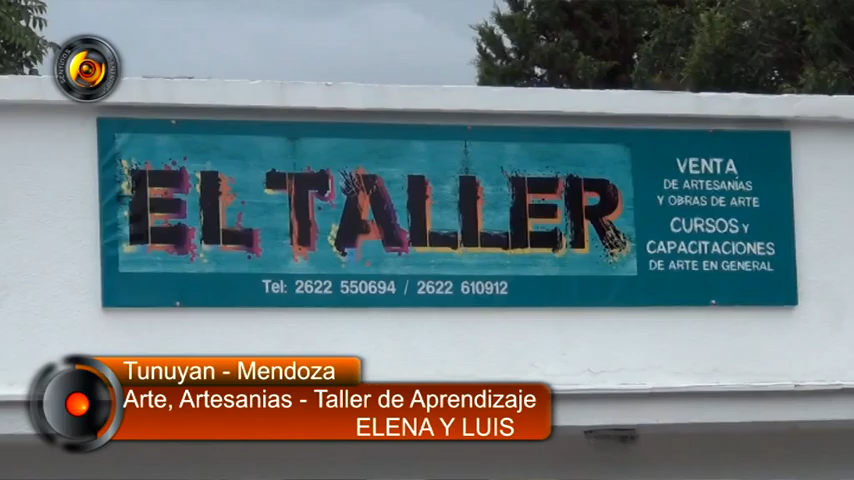 EL TALLER
VENTA
DE ARTESANÍAS
Y OBRAS DE ARTE
CURSOS Y
CAPACITACIONES
DE ARTE EN GENERAL
Tel: 2622 550694 / 2622 610912
Tunuyan - Mendoza
Arte, Artesanias - Taller de Aprendizaje
ELENA Y LUIS